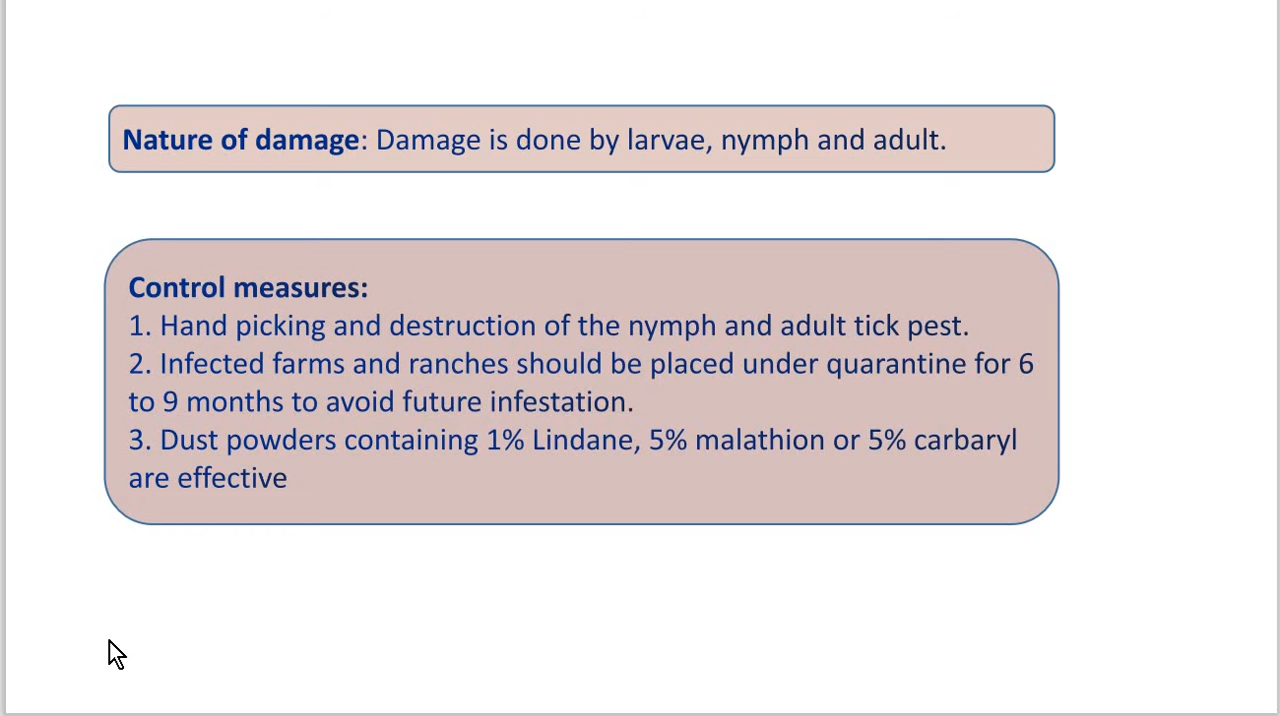 Nature of damage: Damage is done by larvae, nymph and adult.
Control measures:
1. Hand picking and destruction of the nymph and adult tick pest.
2. Infected farms and ranches should be placed under quarantine for 6
to 9 months to avoid future infestation.
3. Dust powders containing 1% Lindane, 5% malathion or 5% carbaryl
are effective